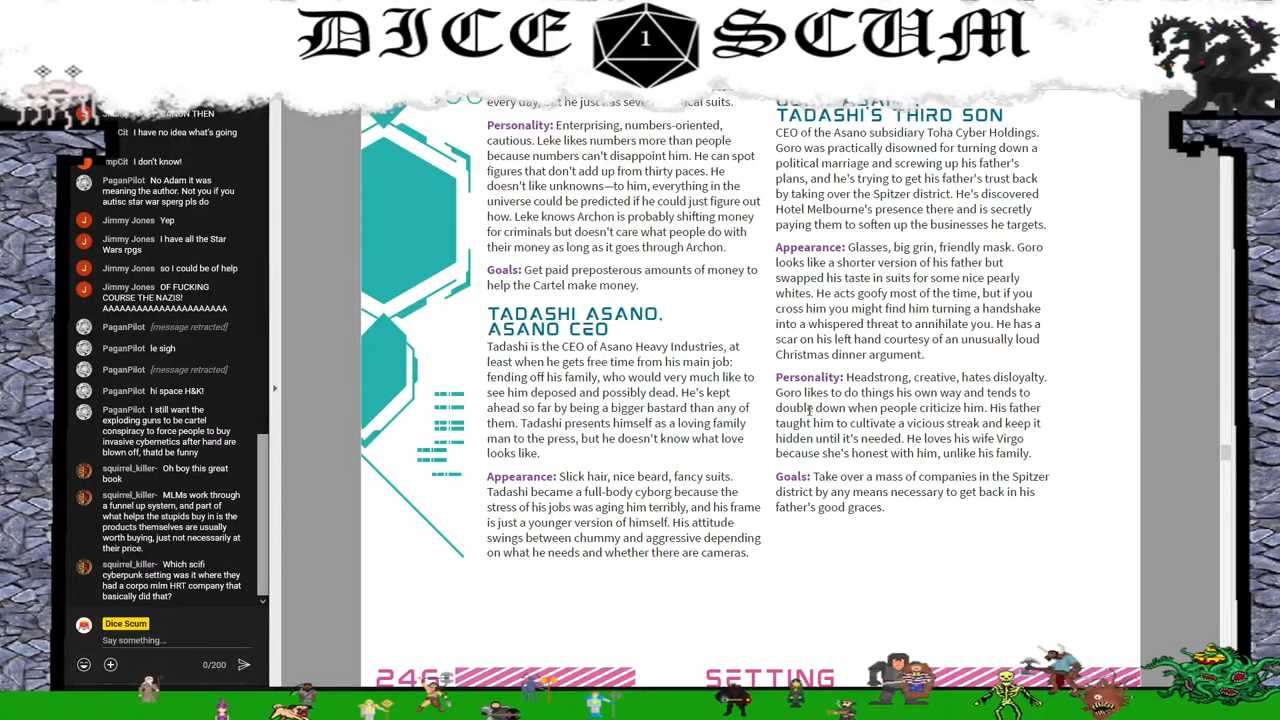 DICE 1 SCUM
CANON THEN
Cit I have no idea what's going
mpCit I don't know!
PaganPilot No Adam it was
meaning the author. Not you if you
autisc star war sperg pls do
Jimmy Jones Yep
Jimmy Jones I have all the Star
Wars rpgs
Jimmy Jones so I could be of help
Jimmy Jones OF FUCKING
COURSE THE NAZIS!
AAAAAAAAAAAAAAAAAAAAAA
PaganPilot [message retracted]
PaganPilot le sigh
PaganPilot [message retracted]
PaganPilot hi space H&K!
PaganPilot I still want the
exploding guns to be cartel
conspiracy to force people to buy
invasive cybernetics after hand are
blown off, thatd be funny
squirrel_killer- Oh boy this great
book
squirrel_killer- MLMs work through
a funnel up system, and part of
what helps the stupids buy in is the
products themselves are usually
worth buying, just not necessarily at
their price.
squirrel_killer- Which scifi
cyberpunk setting was it where they
had a corpo mlm HRT company that
basically did that?
Dice Scum
Say something...
0/200
every day, but he just has seve ical suits.
Personality: Enterprising, numbers-oriented,
cautious. Leke likes numbers more than people
because numbers can't disappoint him. He can spot
figures that don't add up from thirty paces. He
doesn't like unknowns—to him, everything in the
universe could be predicted if he could just figure out
how. Leke knows Archon is probably shifting money
for criminals but doesn't care what people do with
their money as long as it goes through Archon.
Goals: Get paid preposterous amounts of money to
help the Cartel make money.
TADASHI ASANO,
ASANO CEO
Tadashi is the CEO of Asano Heavy Industries, at
least when he gets free time from his main job:
fending off his family, who would very much like to
see him deposed and possibly dead. He's kept
ahead so far by being a bigger bastard than any of
them. Tadashi presents himself as a loving family
man to the press, but he doesn't know what love
looks like.
Appearance: Slick hair, nice beard, fancy suits.
Tadashi became a full-body cyborg because the
stress of his jobs was aging him terribly, and his frame
is just a younger version of himself. His attitude
swings between chummy and aggressive depending
on what he needs and whether there are cameras.
TADASHI'S THIRD SON
CEO of the Asano subsidiary Toha Cyber Holdings.
Goro was practically disowned for turning down a
political marriage and screwing up his father's
plans, and he's trying to get his father's trust back
by taking over the Spitzer district. He's discovered
Hotel Melbourne's presence there and is secretly
paying them to soften up the businesses he targets.
Appearance: Glasses, big grin, friendly mask. Goro
looks like a shorter version of his father but
swapped his taste in suits for some nice pearly
whites. He acts goofy most of the time, but if you
cross him you might find him turning a handshake
into a whispered threat to annihilate you. He has a
scar on his left hand courtesy of an unusually loud
Christmas dinner argument.
Personality: Headstrong, creative, hates disloyalty.
Goro likes to do things his own way and tends to
double down when people criticize him. His father
taught him to cultivate a vicious streak and keep it
hidden until it's needed. He loves his wife Virgo
because she's honest with him, unlike his family.
Goals: Take over a mass of companies in the Spitzer
district by any means necessary to get back in his
father's good graces.
246 SETTING